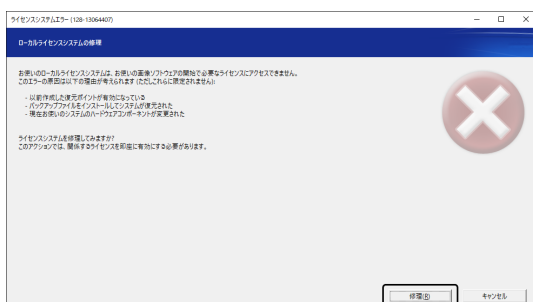 ライセンスシステムエラー (128-13064407)
ローカルライセンスシステムの修理
お使いのローカルライセンスシステムは、お使いの画像ソフトウェアの開始で必要なライセンスにアクセスできません。
このエラーの原因は以下の理由が考えられます (ただしこれらに限定されません):
- 以前作成した復元ポイントが有効になっている
- バックアップファイルをインストールしてシステムが復元された
- 現在お使いのシステムのハードウェアコンポーネントが変更された
ライセンスシステムを修理してみますか?
このアクションでは、関係するライセンスを即座に有効にする必要があります。
修理(R) キャンセル